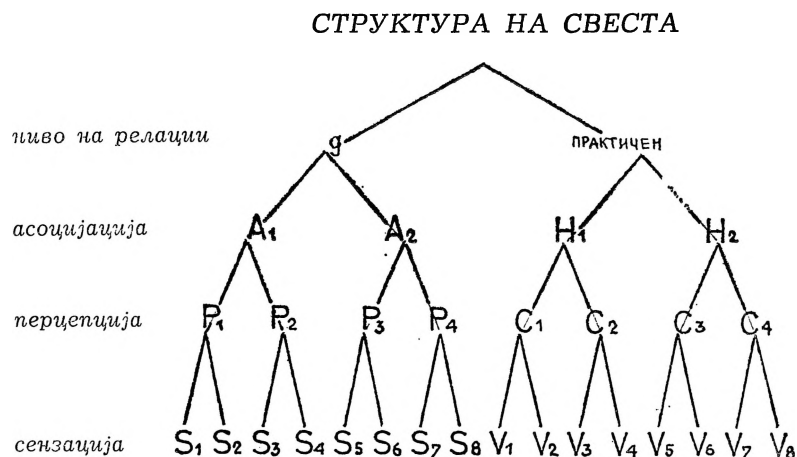 СТРУКТУРА НА СВЕСТА
ниво на релации g ПРАКТИЧЕН
асоцијација A1 A2 H1 H2
перцепција P1 P2 P3 P4 C1 C2 C3 C4
сензација S1 S2 S3 S4 S5 S6 S7 S8 V1 V2 V3 V4 V5 V6 V7 V8